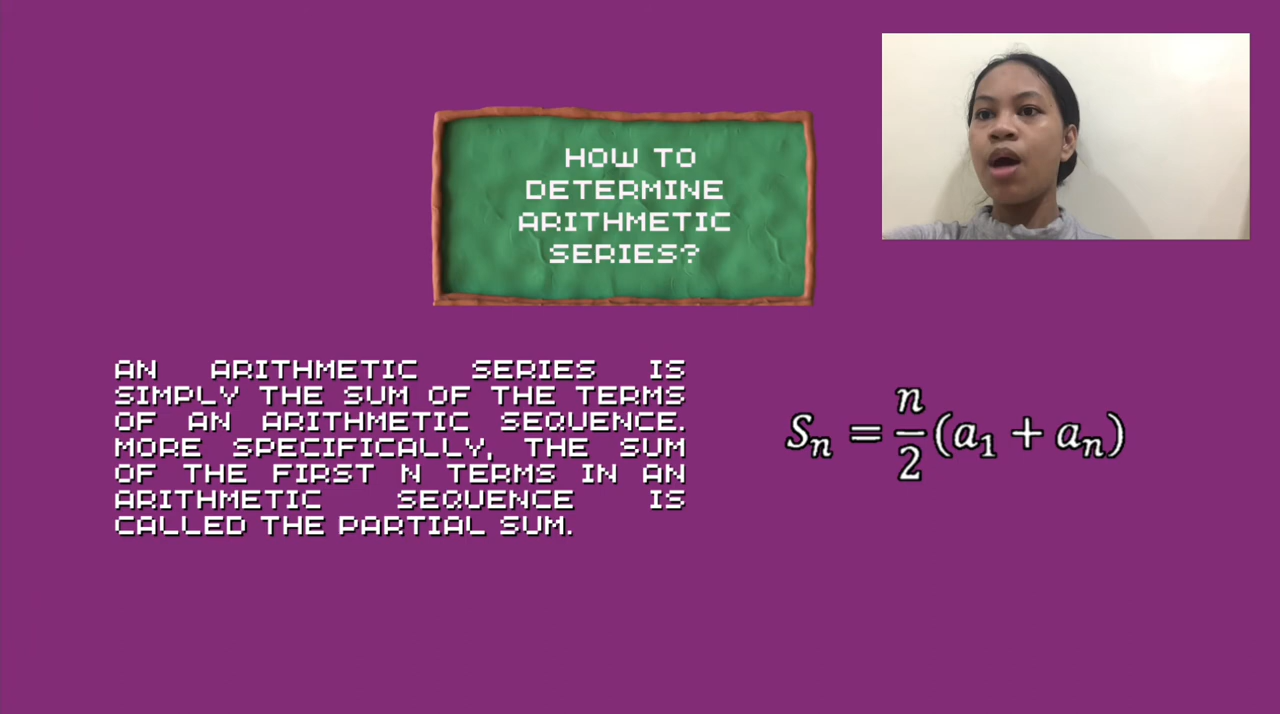 HOW TO
DETERMINE
ARITHMETIC
SERIES?
AN ARITHMETIC SERIES IS
SIMPLY THE SUM OF THE TERMS
OF AN ARITHMETIC SEQUENCE.
MORE SPECIFICALLY, THE SUM
OF THE FIRST N TERMS IN AN
ARITHMETIC SEQUENCE IS
CALLED THE PARTIAL SUM.
Sₙ = n/2 (a₁ + aₙ)